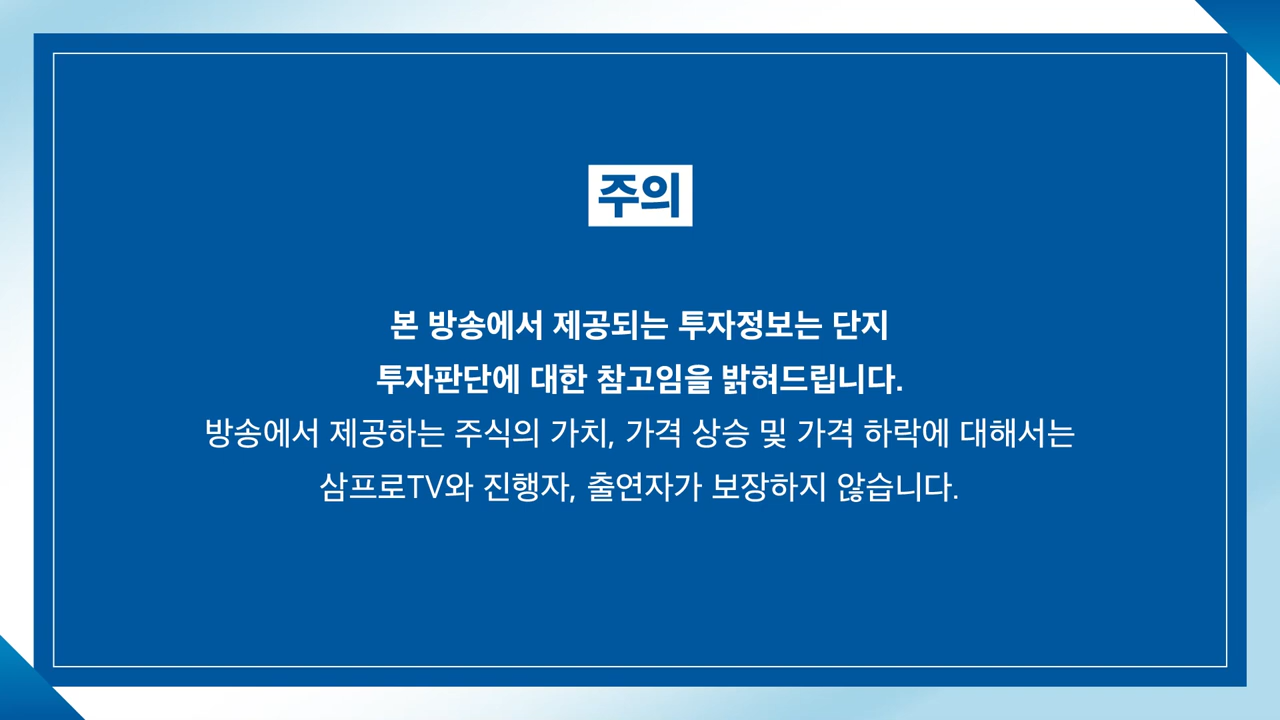 주의
본 방송에서 제공되는 투자정보는 단지
투자판단에 대한 참고임을 밝혀드립니다.
방송에서 제공하는 주식의 가치, 가격 상승 및 가격 하락에 대해서는
삼프로TV와 진행자, 출연자가 보장하지 않습니다.